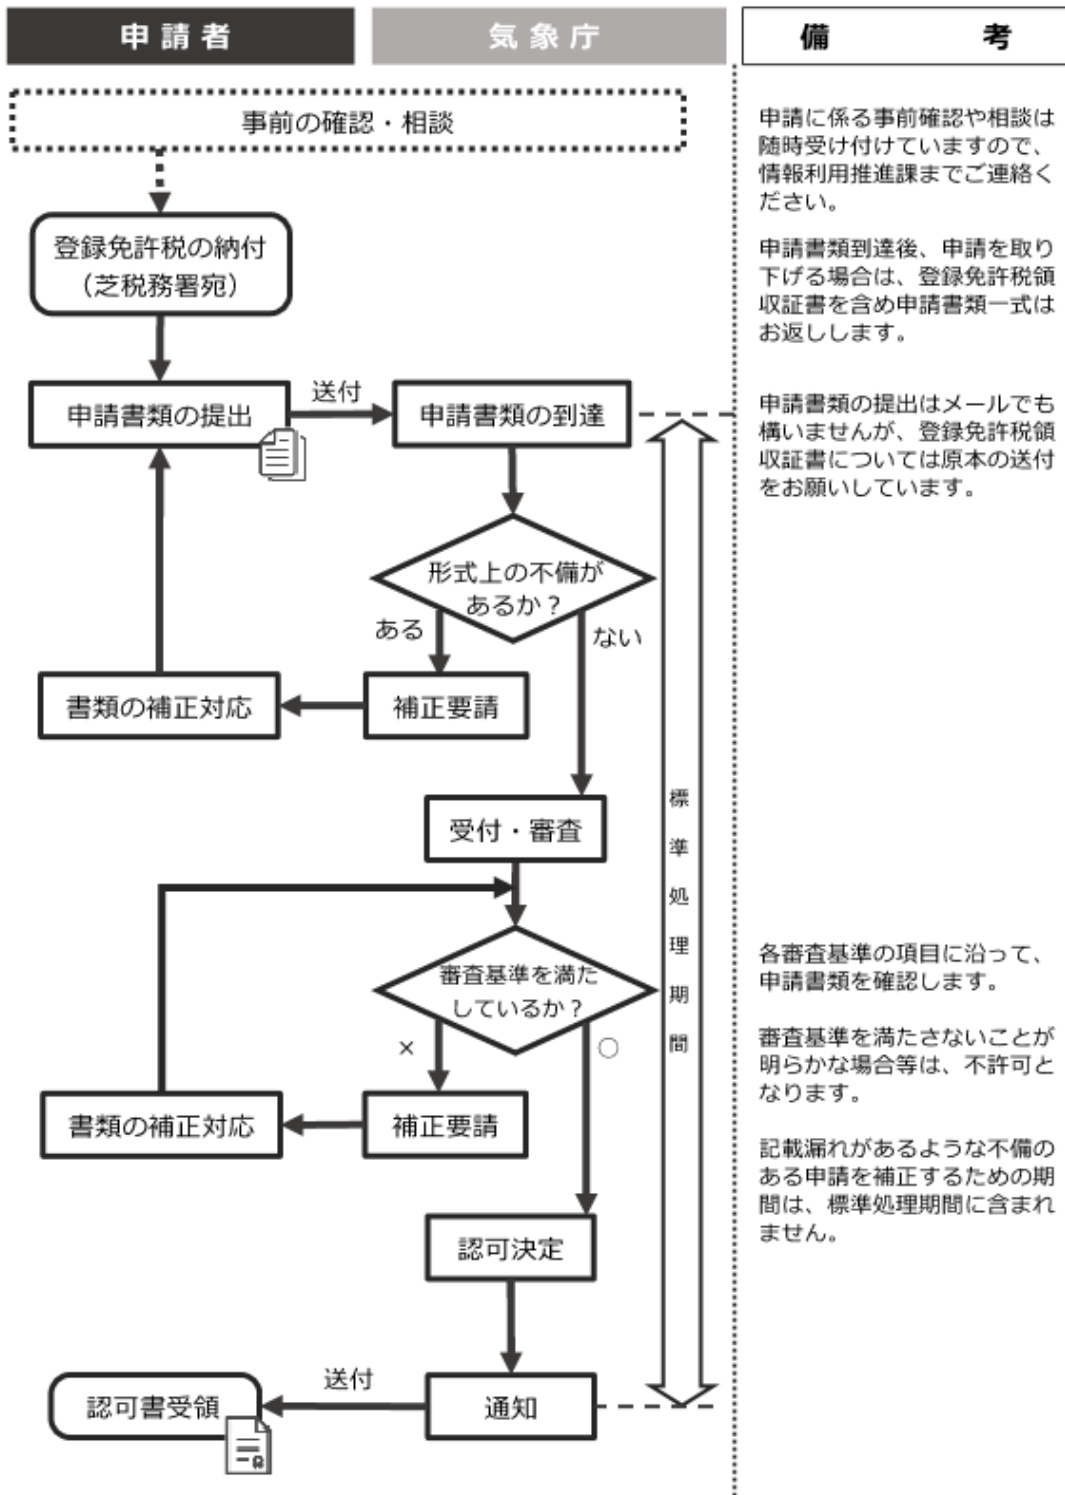 申請者
気象庁
備考
事前の確認・相談
申請に係る事前確認や相談は
随時受け付けていますので、
情報利用推進課までご連絡く
ださい。
登録免許税の納付
（芝税務署宛）
申請書類到達後、申請を取り
下げる場合は、登録免許税領
収証書を含め申請書類一式は
お返しします。
申請書類の提出
送付
申請書類の到達
申請書類の提出はメールでも
構いませんが、登録免許税領
収証書については原本の送付
をお願いしています。
形式上の不備が
あるか？
ある
ない
書類の補正対応
補正要請
標準処理期間
受付・審査
審査基準を満た
しているか？
×
○
各審査基準の項目に沿って、
申請書類を確認します。
審査基準を満たさないことが
明らかな場合等は、不許可と
なります。
書類の補正対応
補正要請
記載漏れがあるような不備の
ある申請を補正するための期
間は、標準処理期間に含まれ
ません。
認可決定
認可書受領
送付
通知